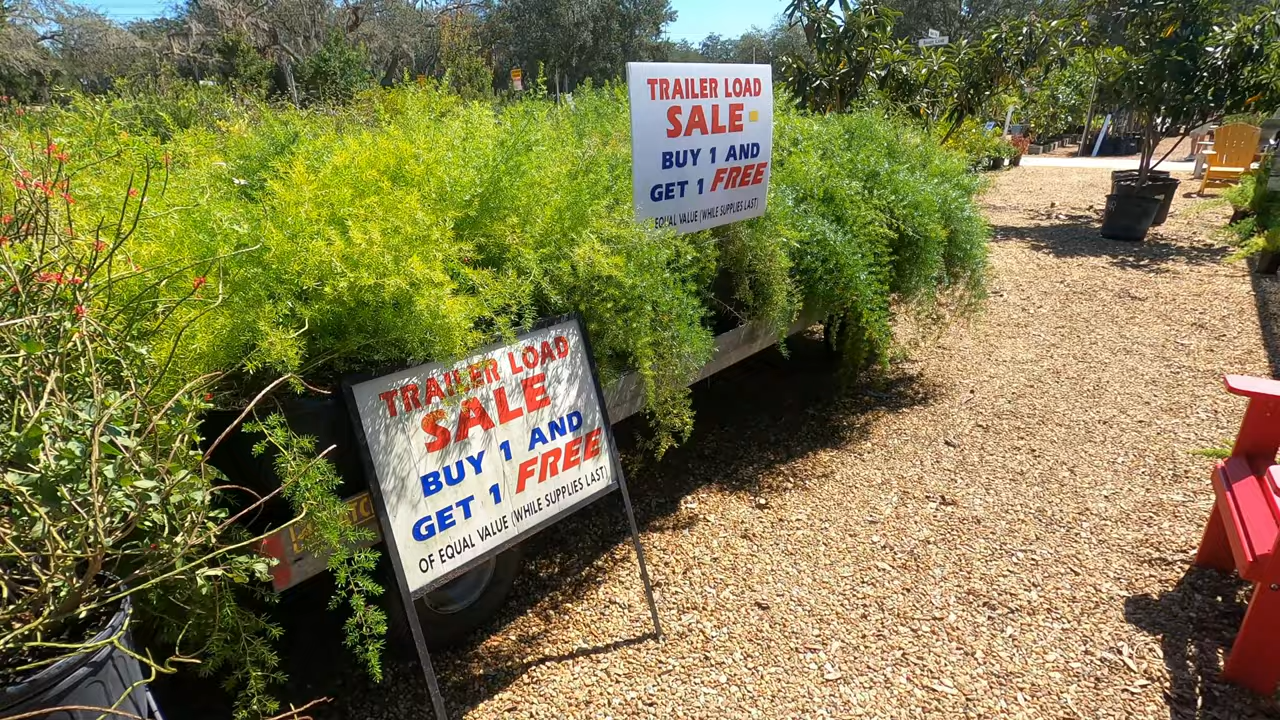 TRAILER LOAD
SALE
BUY 1 AND
GET 1 FREE
EQUAL VALUE (WHILE SUPPLIES LAST)
TRAILER LOAD
SALE
BUY 1 AND
GET 1 FREE
OF EQUAL VALUE (WHILE SUPPLIES LAST)